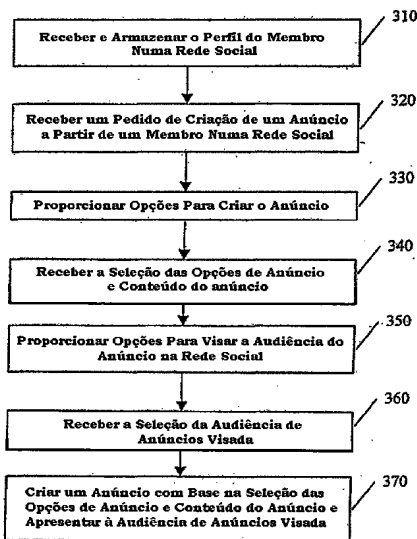 310
Receber e Armazenar o Perfil do Membro
Numa Rede Social
320
Receber um Pedido de Criação de um Anúncio
a Partir de um Membro Numa Rede Social
330
Proporcionar Opções Para Criar o Anúncio
340
Receber a Seleção das Opções de Anúncio
e Conteúdo do anúncio
350
Proporcionar Opções Para Visar a Audiência do
Anúncio na Rede Social
360
Receber a Seleção da Audiência de
Anúncios Visada
370
Criar um Anúncio com Base na Seleção das
Opções de Anúncio e Conteúdo do Anúncio e
Apresentar à Audiência de Anúncios Visada